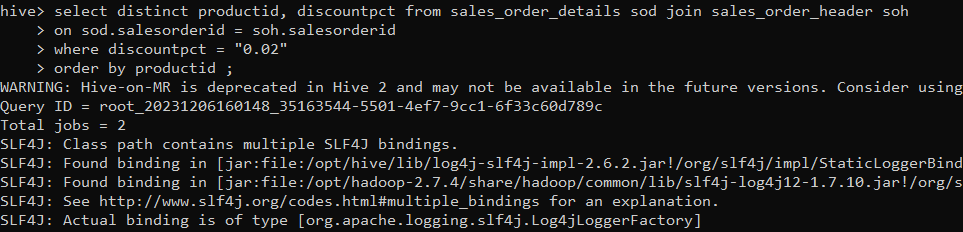 hive> select distinct productid, discountpct from sales_order_details sod join sales_order_header soh
    > on sod.salesorderid = soh.salesorderid
    > where discountpct = "0.02"
    > order by productid ;
WARNING: Hive-on-MR is deprecated in Hive 2 and may not be available in the future versions. Consider using
Query ID = root_20231206160148_35163544-5501-4ef7-9cc1-6f33c60d789c
Total jobs = 2
SLF4J: Class path contains multiple SLF4J bindings.
SLF4J: Found binding in [jar:file:/opt/hive/lib/log4j-slf4j-impl-2.6.2.jar!/org/slf4j/impl/StaticLoggerBind
SLF4J: Found binding in [jar:file:/opt/hadoop-2.7.4/share/hadoop/common/lib/slf4j-log4j12-1.7.10.jar!/org/s
SLF4J: See http://www.slf4j.org/codes.html#multiple_bindings for an explanation.
SLF4J: Actual binding is of type [org.apache.logging.slf4j.Log4jLoggerFactory]